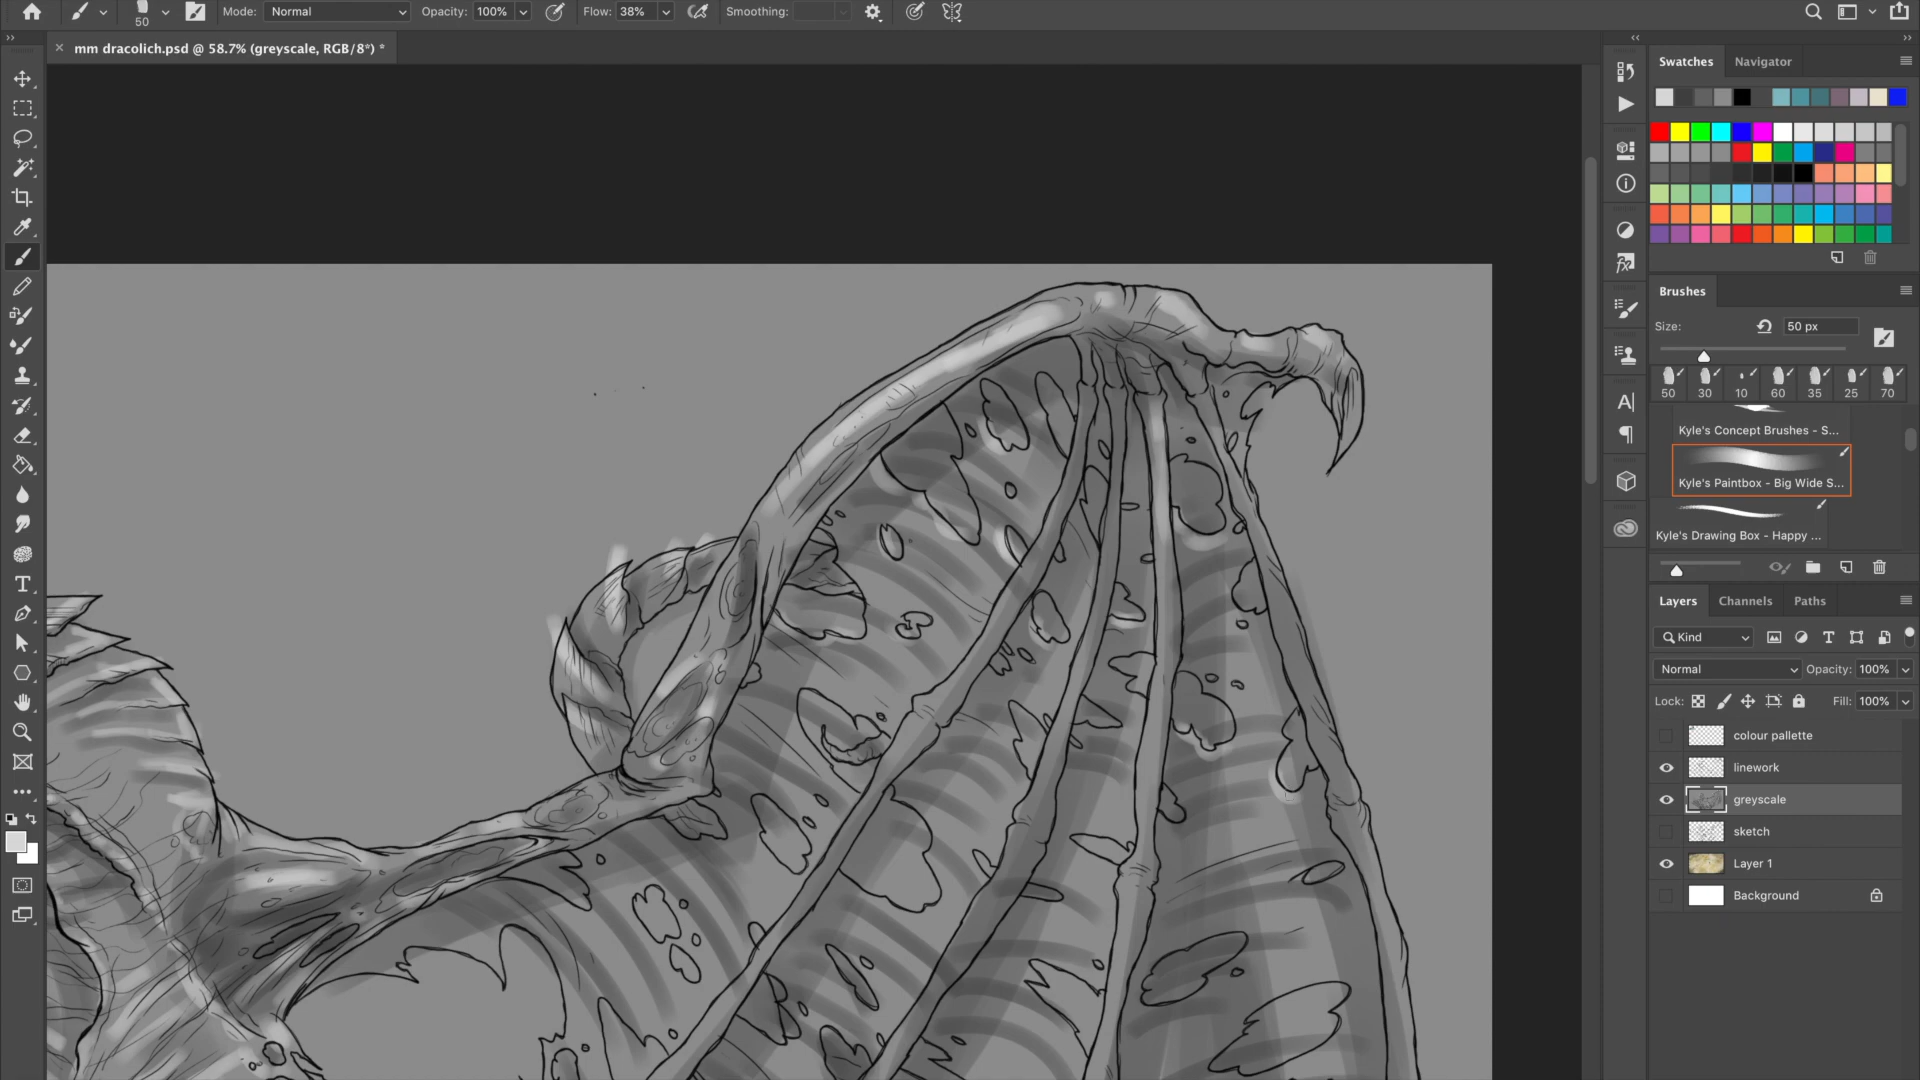 50
Mode:
Normal
Opacity:
100%
Flow:
38%
Smoothing:
mm dracolich.psd @ 58.7% (greyscale, RGB/8*) *
Swatches
Navigator
Brushes
Size:
50 px
50
30
10
60
35
25
70
Kyle's Concept Brushes - S...
Kyle's Paintbox - Big Wide S...
Kyle's Drawing Box - Happy ...
Layers
Channels
Paths
Kind
Normal
Opacity:
100%
Lock:
Fill:
100%
colour pallette
linework
greyscale
sketch
Layer 1
Background